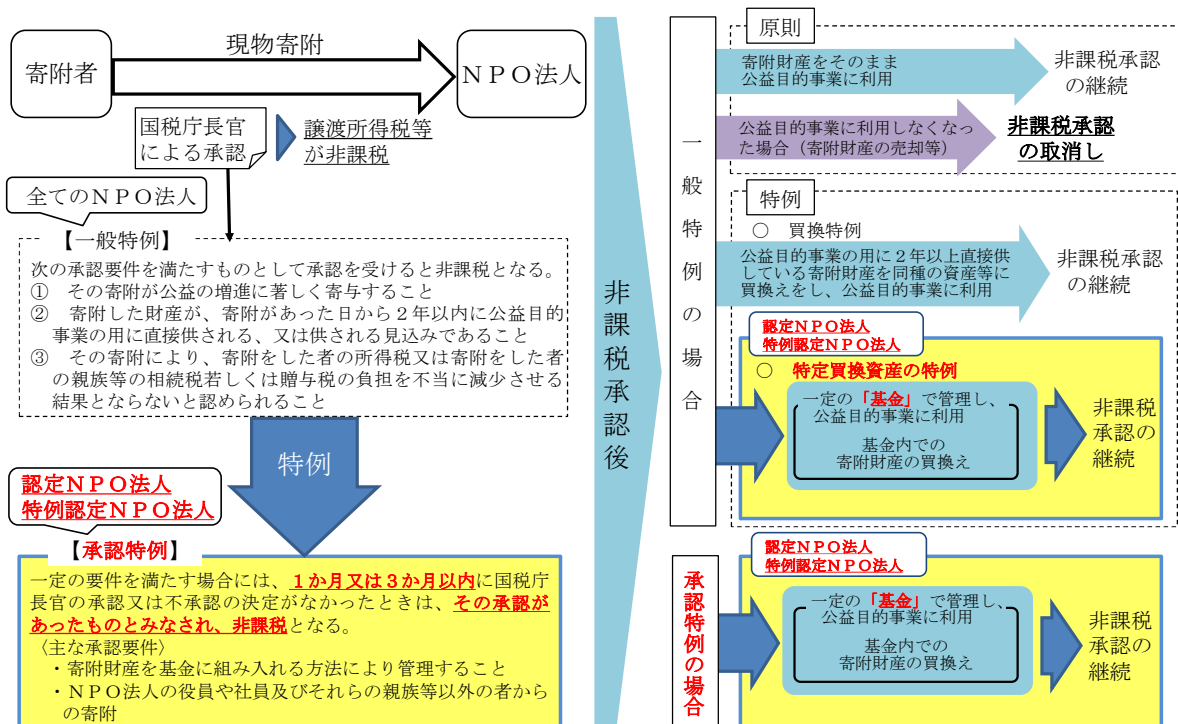 寄附者
現物寄附
NPO法人
国税庁長官
による承認
譲渡所得税等
が非課税
全てのNPO法人
【一般特例】
次の承認要件を満たすものとして承認を受けると非課税となる。
① その寄附が公益の増進に著しく寄与すること
② 寄附した財産が、寄附があった日から2年以内に公益目的
事業の用に直接供される、又は供される見込みであること
③ その寄附により、寄附をした者の所得税又は寄附をした者
の親族等の相続税若しくは贈与税の負担を不当に減少させる
結果とならないと認められること
特例
認定NPO法人
特例認定NPO法人
【承認特例】
一定の要件を満たす場合には、1か月又は3か月以内に国税庁
長官の承認又は不承認の決定がなかったときは、その承認が
あったものとみなされ、非課税となる。
〈主な承認要件〉
・寄附財産を基金に組み入れる方法により管理すること
・NPO法人の役員や社員及びそれらの親族等以外の者から
の寄附
非課税承認後
一般特例の場合
原則
寄附財産をそのまま
公益目的事業に利用
非課税承認
の継続
公益目的事業に利用しなくなっ
た場合(寄附財産の売却等)
非課税承認
の取消し
特例
○ 買換特例
公益目的事業の用に2年以上直接供
している寄附財産を同種の資産等に
買換えをし、公益目的事業に利用
非課税承認
の継続
認定NPO法人
特例認定NPO法人
○ 特定買換資産の特例
一定の「基金」で管理し、
公益目的事業に利用
基金内での
寄附財産の買換え
非課税
承認の
継続
承認特例の場合
認定NPO法人
特例認定NPO法人
一定の「基金」で管理し、
公益目的事業に利用
基金内での
寄附財産の買換え
非課税
承認の
継続